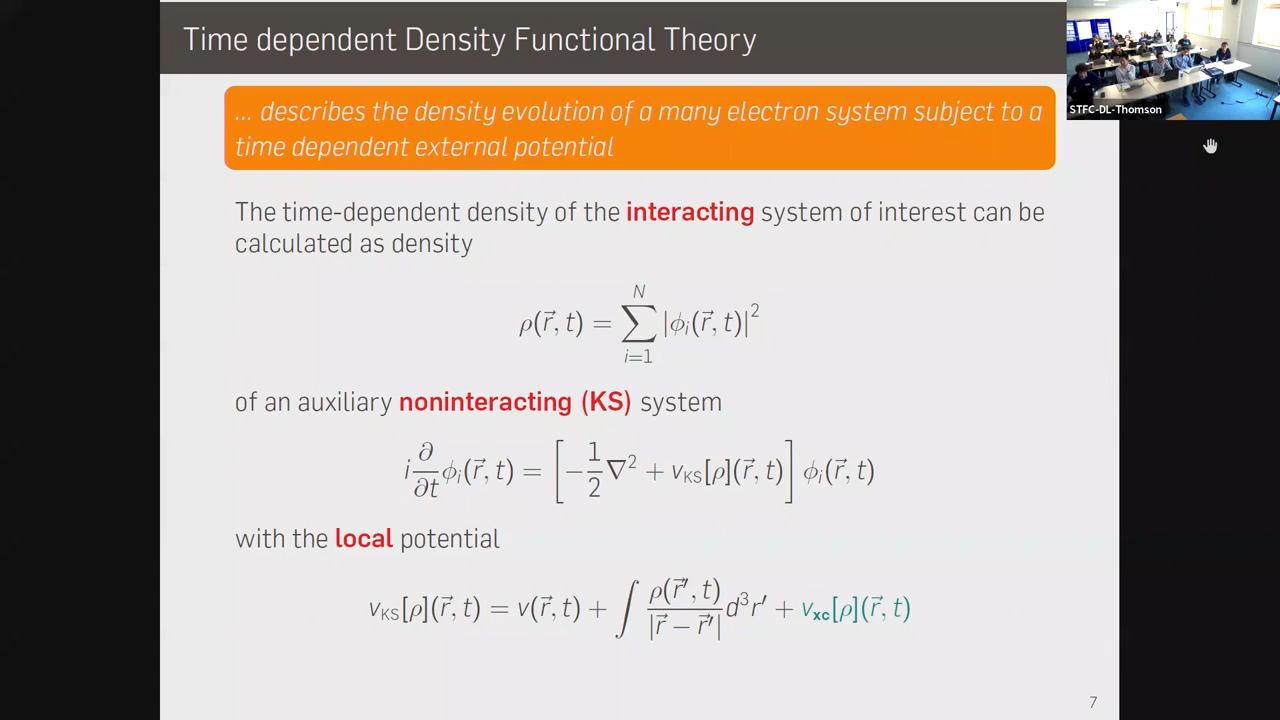 Time dependent Density Functional Theory
STFC-DL-Thomson
... describes the density evolution of a many electron system subject to a
time dependent external potential
The time-dependent density of the interacting system of interest can be
calculated as density
ρ(r⃗, t) = ∑_{i=1}^{N} |ϕ_i(r⃗, t)|²
of an auxiliary noninteracting (KS) system
i ∂/∂t ϕ_i(r⃗, t) = [ −1/2 ∇² + v_KS[ρ](r⃗, t) ] ϕ_i(r⃗, t)
with the local potential
v_KS[ρ](r⃗, t) = v(r⃗, t) + ∫ ρ(r⃗′, t)/|r⃗ − r⃗′| d³r′ + v_xc[ρ](r⃗, t)
7